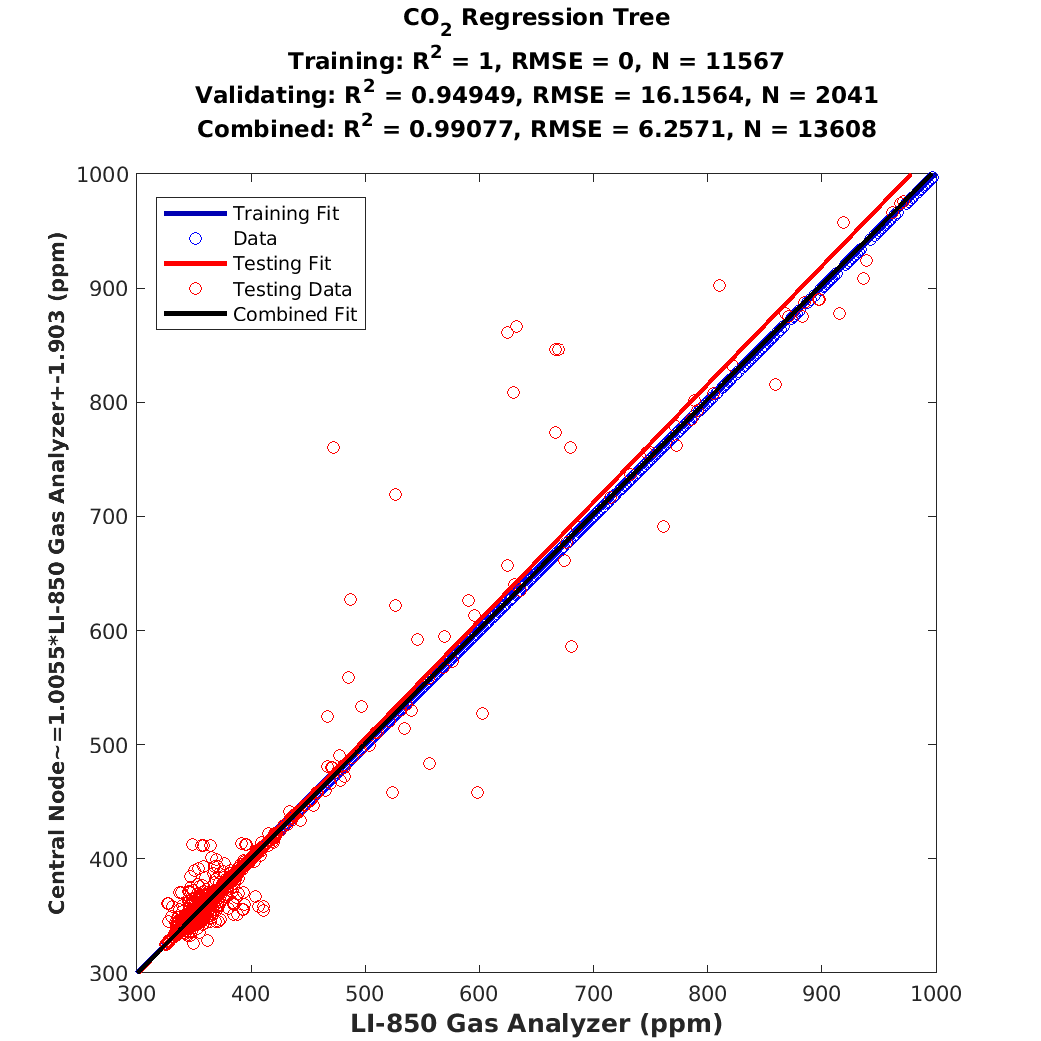 CO2 Regression Tree
Training: R2 = 1, RMSE = 0, N = 11567
Validating: R2 = 0.94949, RMSE = 16.1564, N = 2041
Combined: R2 = 0.99077, RMSE = 6.2571, N = 13608
Central Node~=1.0055*LI-850 Gas Analyzer+-1.903 (ppm)
1000
900
800
700
600
500
400
300
Training Fit
Data
Testing Fit
Testing Data
Combined Fit
300 400 500 600 700 800 900 1000
LI-850 Gas Analyzer (ppm)